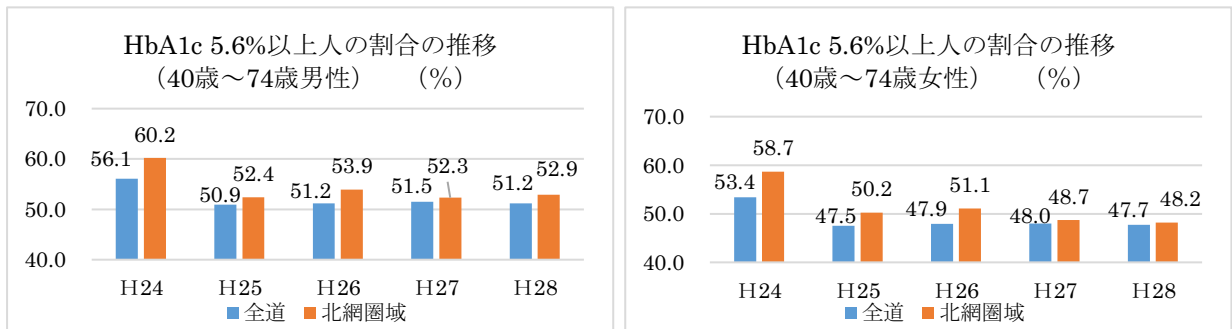 HbA1c 5.6%以上人の割合の推移
（40歳～74歳男性）　　（%）
70.0
60.0
50.0
40.0
56.1
60.2
50.9
52.4
51.2
53.9
51.5
52.3
51.2
52.9
H24
H25
H26
H27
H28
全道
北網圏域
HbA1c 5.6%以上人の割合の推移
（40歳～74歳女性）　　（%）
70.0
60.0
50.0
40.0
53.4
58.7
47.5
50.2
47.9
51.1
48.0
48.7
47.7
48.2
H24
H25
H26
H27
H28
全道
北網圏域